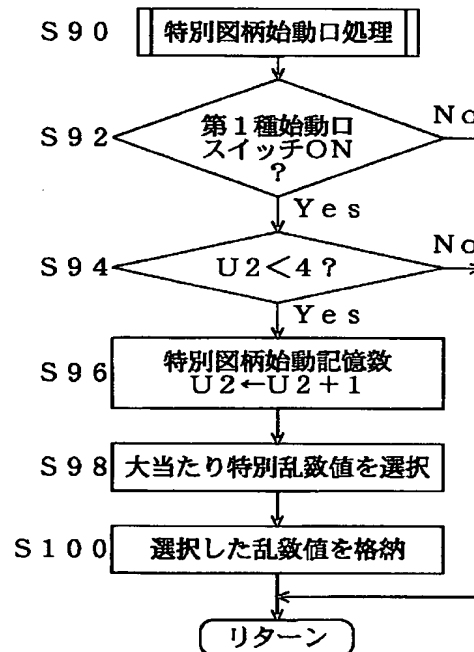 S90 特別図柄始動口処理
S92 第1種始動口 No
スイッチON
?
Yes
S94 U2<4? No
Yes
S96 特別図柄始動記憶数
U2←U2+1
S98 大当たり特別乱数値を選択
S100 選択した乱数値を格納
リターン